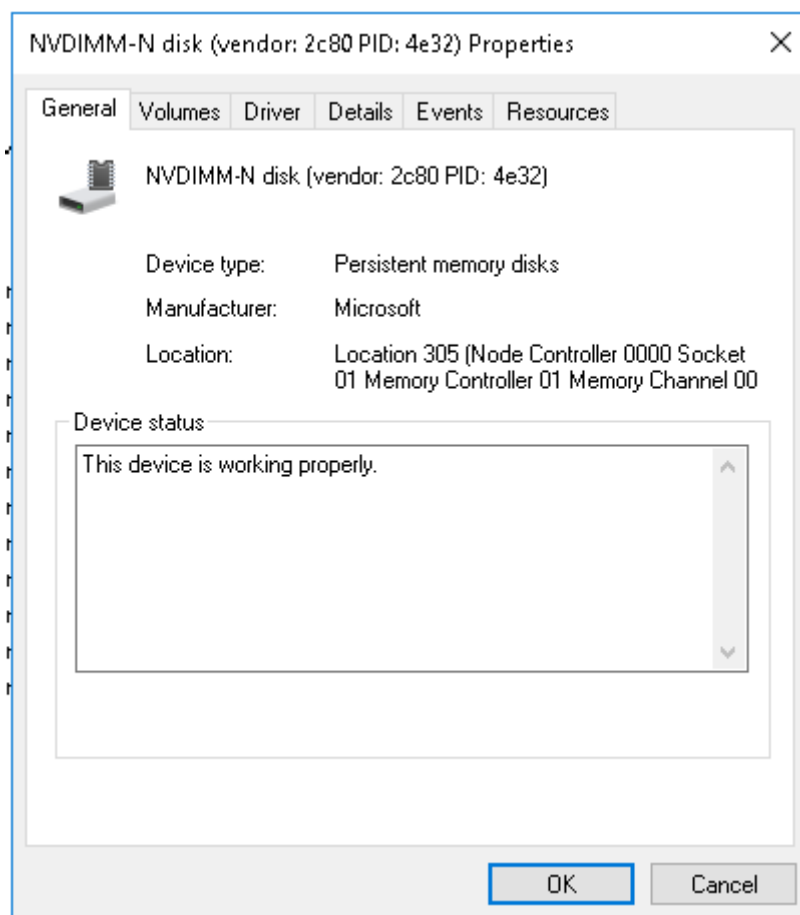 NVDIMM-N disk (vendor: 2c80 PID: 4e32) Properties
General Volumes Driver Details Events Resources
NVDIMM-N disk (vendor: 2c80 PID: 4e32)
Device type: Persistent memory disks
Manufacturer: Microsoft
Location: Location 305 (Node Controller 0000 Socket
01 Memory Controller 01 Memory Channel 00
Device status
This device is working properly.
OK Cancel